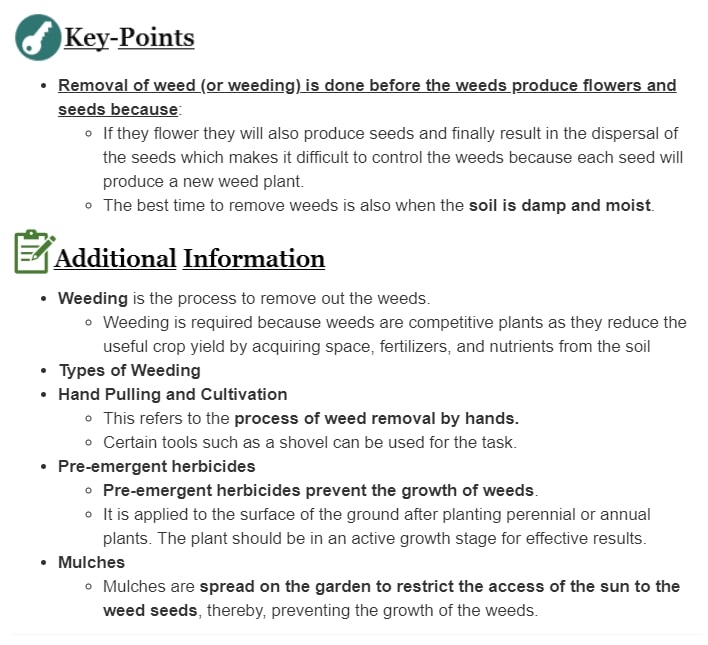 Key-Points
• Removal of weed (or weeding) is done before the weeds produce flowers and
seeds because:
◦ If they flower they will also produce seeds and finally result in the dispersal of
the seeds which makes it difficult to control the weeds because each seed will
produce a new weed plant.
◦ The best time to remove weeds is also when the soil is damp and moist.
Additional Information
• Weeding is the process to remove out the weeds.
◦ Weeding is required because weeds are competitive plants as they reduce the
useful crop yield by acquiring space, fertilizers, and nutrients from the soil
• Types of Weeding
• Hand Pulling and Cultivation
◦ This refers to the process of weed removal by hands.
◦ Certain tools such as a shovel can be used for the task.
• Pre-emergent herbicides
◦ Pre-emergent herbicides prevent the growth of weeds.
◦ It is applied to the surface of the ground after planting perennial or annual
plants. The plant should be in an active growth stage for effective results.
• Mulches
◦ Mulches are spread on the garden to restrict the access of the sun to the
weed seeds, thereby, preventing the growth of the weeds.